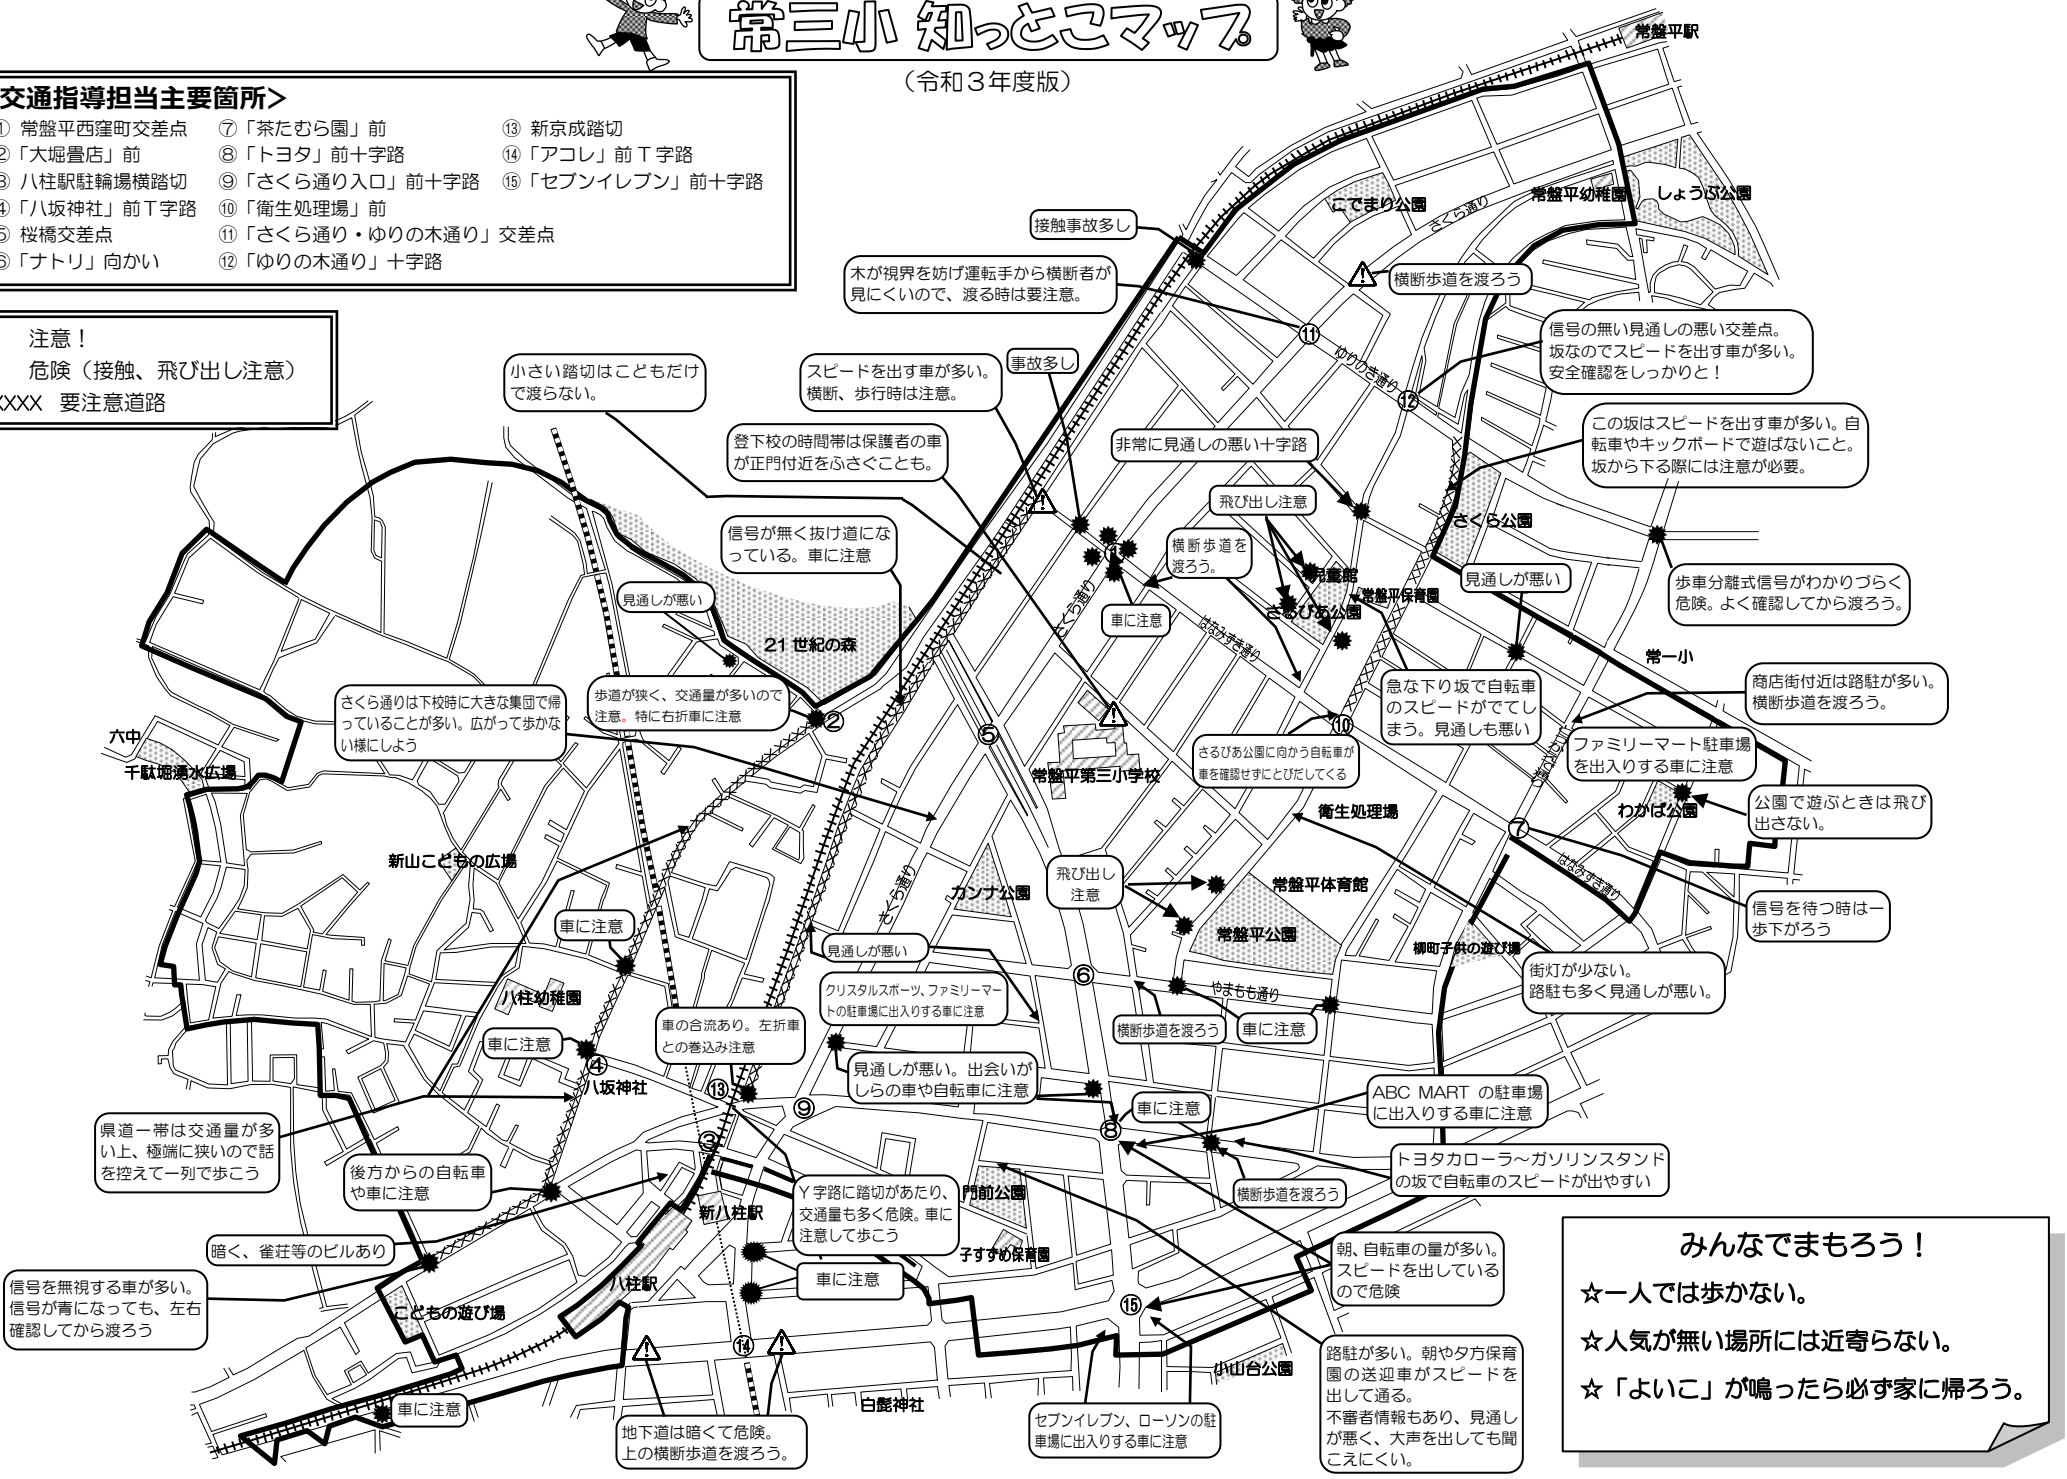 常三小 知っとこマップ
（令和３年度版）
交通指導担当主要箇所>
① 常盤平西窪町交差点
②「大堀畳店」前
③ 八柱駅駐輪場横踏切
④「八坂神社」前Ｔ字路
⑤ 桜橋交差点
⑥「ナトリ」向かい
⑦「茶たむら園」前
⑧「トヨタ」前十字路
⑨「さくら通り入口」前十字路
⑩「衛生処理場」前
⑪「さくら通り・ゆりの木通り」交差点
⑫「ゆりの木通り」十字路
⑬ 新京成踏切
⑭「アコレ」前Ｔ字路
⑮「セブンイレブン」前十字路
注意！
危険（接触、飛び出し注意）
XXXX 要注意道路
常盤平駅
常盤平幼稚園
しょうぶ公園
こでまり公園
さくら通り
接触事故多し
横断歩道を渡ろう
木が視界を妨げ運転手から横断者が
見にくいので、渡る時は要注意。
⑪
ゆりのき通り
⑫
信号の無い見通しの悪い交差点。
坂なのでスピードを出す車が多い。
安全確認をしっかりと！
小さい踏切はこどもだけ
で渡らない。
スピードを出す車が多い。
横断、歩行時は注意。
事故多し
この坂はスピードを出す車が多い。自
転車やキックボードで遊ばないこと。
坂から下る際には注意が必要。
登下校の時間帯は保護者の車
が正門付近をふさぐことも。
非常に見通しの悪い十字路
飛び出し注意
さくら公園
信号が無く抜け道にな
っている。車に注意
横断歩道を
渡ろう。
児童館
常盤平保育園
さるびあ公園
見通しが悪い
歩車分離式信号がわかりづらく
危険。よく確認してから渡ろう。
見通しが悪い
さくら通り
車に注意
はなみずき通り
21世紀の森
常一小
さくら通りは下校時に大きな集団で帰
っていることが多い。広がって歩かな
い様にしよう
歩道が狭く、交通量が多いので
注意。特に右折車に注意
②
急な下り坂で自転車
のスピードがでてし
まう。見通しも悪い
商店街付近は路駐が多い。
横断歩道を渡ろう。
⑤
⑩
六中
千駄堀湧水広場
常盤平第三小学校
さるびあ公園に向かう自転車が
車を確認せずにとびだしてくる
ファミリーマート駐車場
を出入りする車に注意
わかば公園
公園で遊ぶときは飛び
出さない。
衛生処理場
⑦
新山こどもの広場
さくら通り
カンナ公園
飛び出し
注意
常盤平体育館
はなみずき通り
信号を待つ時は一
歩下がろう
車に注意
見通しが悪い
常盤平公園
柳町子供の遊び場
街灯が少ない。
路駐も多く見通しが悪い。
八柱幼稚園
クリスタルスポーツ、ファミリーマー
トの駐車場に出入りする車に注意
⑥
やまもも通り
横断歩道を渡ろう
車に注意
車に注意
④
八坂神社
車の合流あり。左折車
との巻込み注意
⑬
見通しが悪い。出会いが
しらの車や自転車に注意
⑨
車に注意
⑧
ABC MART の駐車場
に出入りする車に注意
県道一帯は交通量が多
い上、極端に狭いので話
を控えて一列で歩こう
③
後方からの自転車
や車に注意
新八柱駅
Ｙ字路に踏切があたり、
交通量も多く危険。車に
注意して歩こう
門前公園
横断歩道を渡ろう
トヨタカローラ～ガソリンスタンド
の坂で自転車のスピードが出やすい
暗く、雀荘等のビルあり
子すずめ保育園
信号を無視する車が多い。
信号が青になっても、左右
確認してから渡ろう
こどもの遊び場
八柱駅
車に注意
朝、自転車の量が多い。
スピードを出している
ので危険
⑮
⑭
小山台公園
車に注意
白髭神社
地下道は暗くて危険。
上の横断歩道を渡ろう。
セブンイレブン、ローソンの駐
車場に出入りする車に注意
路駐が多い。朝や夕方保育
園の送迎車がスピードを
出して通る。
不審者情報もあり、見通し
が悪く、大声を出しても聞
こえにくい。
みんなでまもろう！
☆一人では歩かない。
☆人気が無い場所には近寄らない。
☆「よいこ」が鳴ったら必ず家に帰ろう。